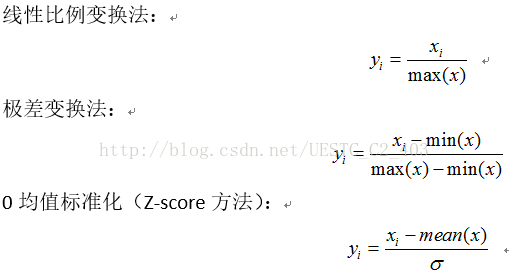 线性比例变换法：
y_i = x_i / max(x)
极差变换法：
http://blog.csdn.net/UESTC_C2_403
y_i = (x_i − min(x)) / (max(x) − min(x))
0 均值标准化（Z-score 方法）：
y_i = (x_i − mean(x)) / σ